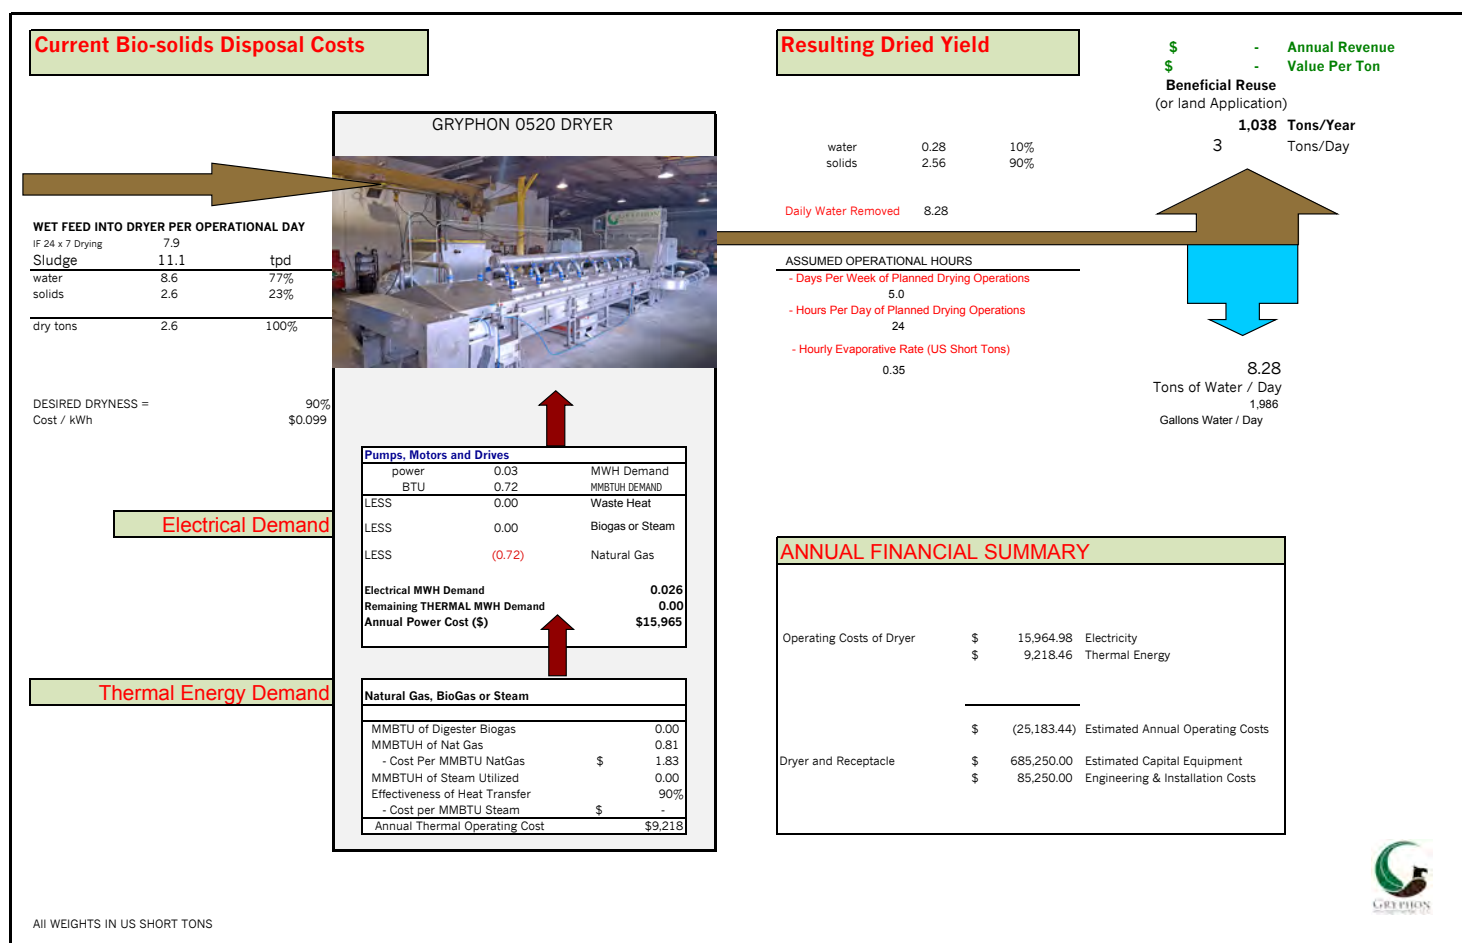 Current Bio-solids Disposal Costs
Resulting Dried Yield
$ - Annual Revenue
$ - Value Per Ton
Beneficial Reuse
(or land Application)
1,038 Tons/Year
3 Tons/Day
GRYPHON 0520 DRYER
water 0.28 10%
solids 2.56 90%
Daily Water Removed 8.28
WET FEED INTO DRYER PER OPERATIONAL DAY
IF 24 x 7 Drying 7.9
Sludge 11.1 tpd
water 8.6 77%
solids 2.6 23%
dry tons 2.6 100%
GRYPHON
ASSUMED OPERATIONAL HOURS
- Days Per Week of Planned Drying Operations
5.0
- Hours Per Day of Planned Drying Operations
24
- Hourly Evaporative Rate (US Short Tons)
0.35
8.28
Tons of Water / Day
1,986
Gallons Water / Day
DESIRED DRYNESS = 90%
Cost / kWh $0.099
Pumps, Motors and Drives
power 0.03 MWH Demand
BTU 0.72 MMBTUH DEMAND
LESS 0.00 Waste Heat
LESS 0.00 Biogas or Steam
LESS (0.72) Natural Gas
Electrical MWH Demand 0.026
Remaining THERMAL MWH Demand 0.00
Annual Power Cost ($) $15,965
Electrical Demand
Thermal Energy Demand
Natural Gas, BioGas or Steam
MMBTU of Digester Biogas 0.00
MMBTUH of Nat Gas 0.81
- Cost Per MMBTU NatGas $ 1.83
MMBTUH of Steam Utilized 0.00
Effectiveness of Heat Transfer 90%
- Cost per MMBTU Steam $ -
Annual Thermal Operating Cost $9,218
ANNUAL FINANCIAL SUMMARY
Operating Costs of Dryer $ 15,964.98 Electricity
$ 9,218.46 Thermal Energy
$ (25,183.44) Estimated Annual Operating Costs
Dryer and Receptacle $ 685,250.00 Estimated Capital Equipment
$ 85,250.00 Engineering & Installation Costs
GRYPHON
All WEIGHTS IN US SHORT TONS